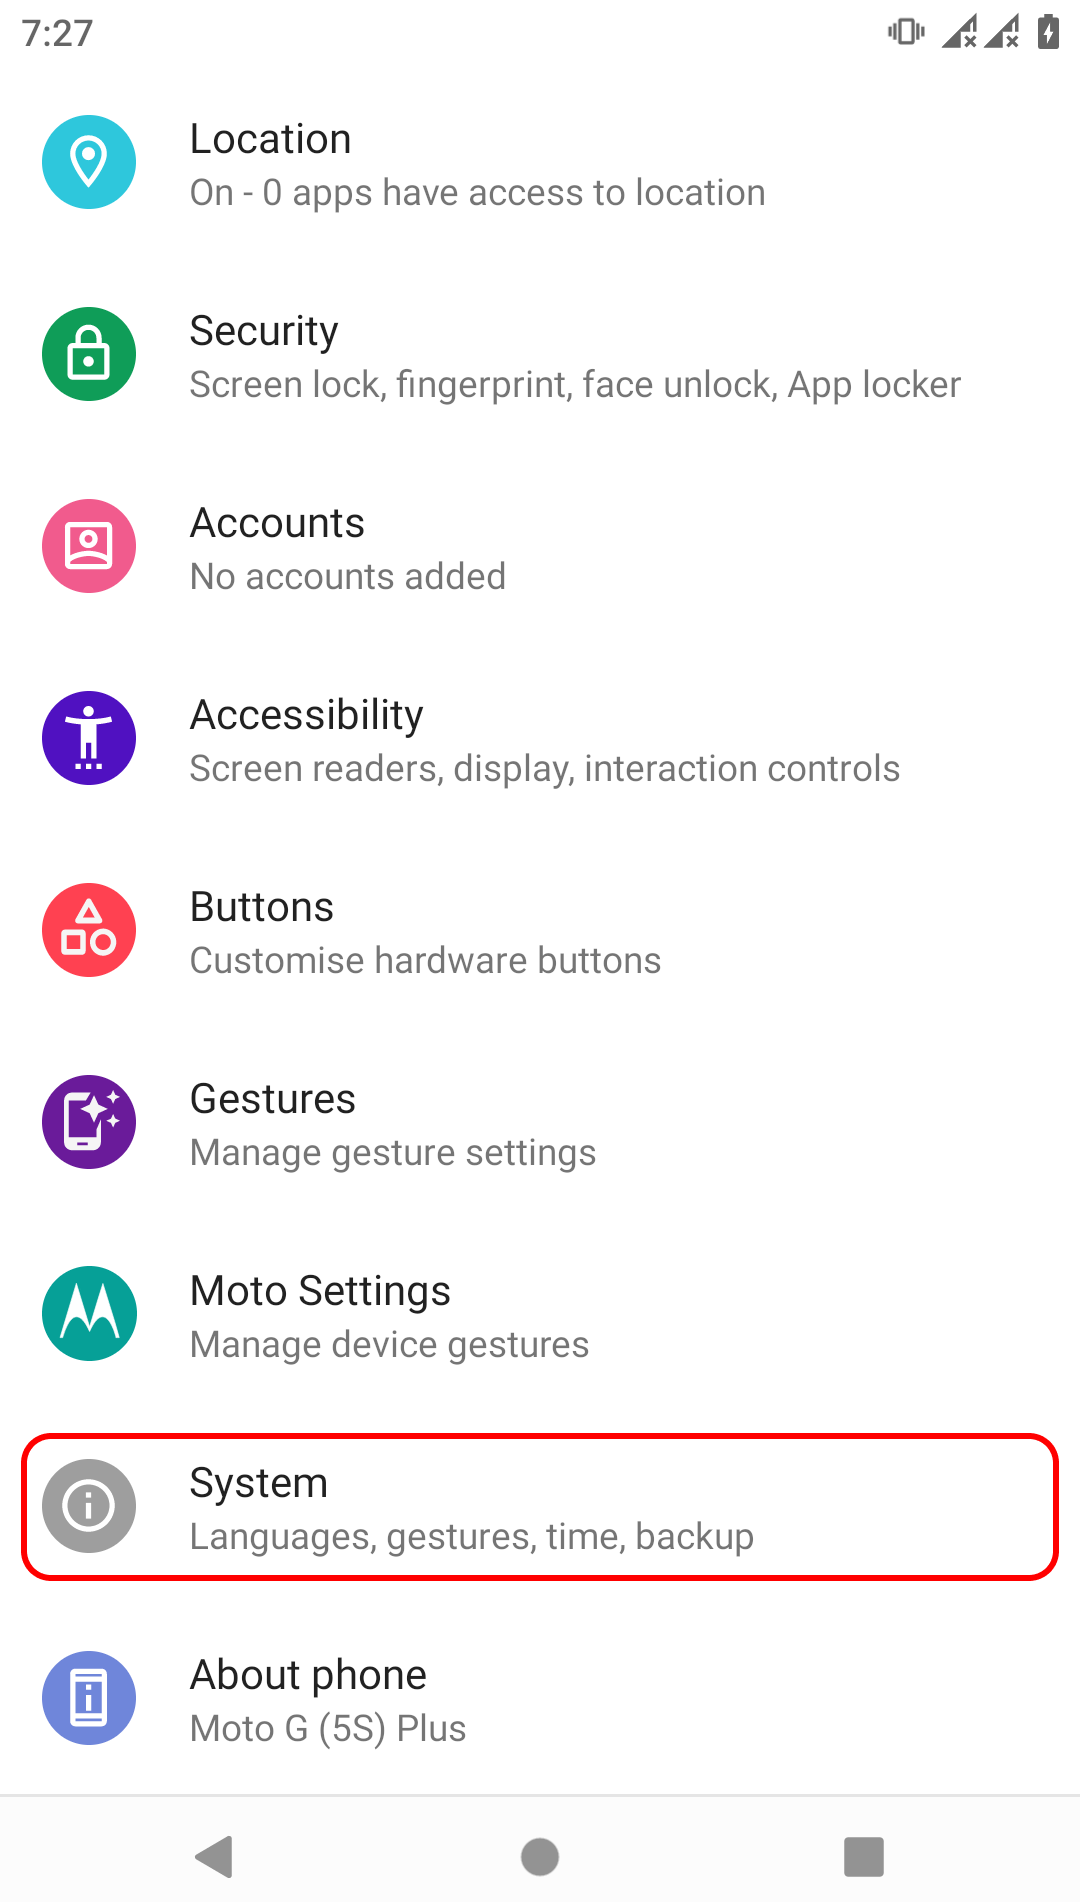 7:27
Location
On - 0 apps have access to location
Security
Screen lock, fingerprint, face unlock, App locker
Accounts
No accounts added
Accessibility
Screen readers, display, interaction controls
Buttons
Customise hardware buttons
Gestures
Manage gesture settings
Moto Settings
Manage device gestures
System
Languages, gestures, time, backup
About phone
Moto G (5S) Plus